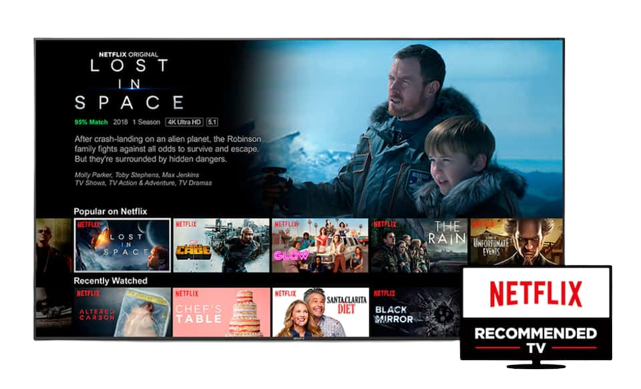 NETFLIX ORIGINAL
LOST
IN
SPACE
95% Match 2018 1 Season 4K Ultra HD 5.1
After crash-landing on an alien planet, the Robinson
family fights against all odds to survive and escape.
But they're surrounded by hidden dangers.
Molly Parker, Toby Stephens, Max Jenkins
TV Shows, TV Action & Adventure, TV Dramas
Popular on Netflix
NETFLIX
LOST
IN
SPACE
NETFLIX
CAGE
NETFLIX
GLOW
NETFLIX
THE
RAIN
NETFLIX
UNFORTUNATE
EVENTS
Recently Watched
NETFLIX
ALTERED
CARBON
NETFLIX
CHEF'S
TABLE
NETFLIX
SANTA CLARITA
DIET
NETFLIX
BLACK
MIRROR
NETFLIX
RECOMMENDED
TV